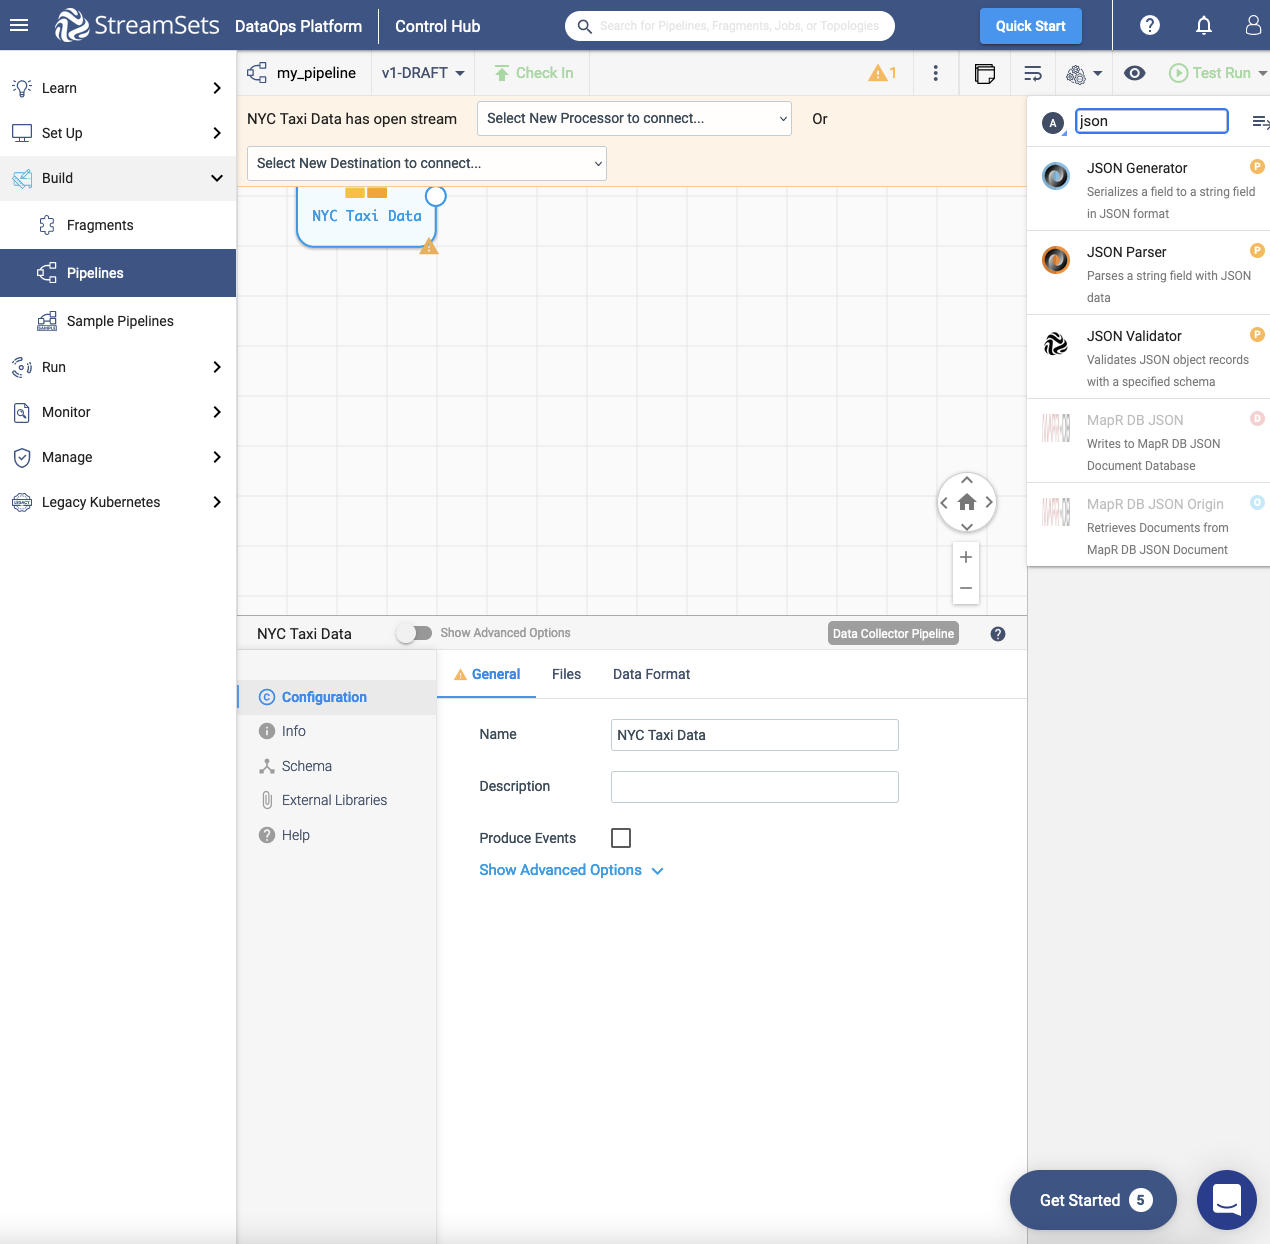 StreamSets DataOps Platform Control Hub
Search for Pipelines, Fragments, Jobs, or Topologies
Quick Start
Learn
Set Up
Build
Fragments
Pipelines
Sample Pipelines
Run
Monitor
Manage
Legacy Kubernetes
my_pipeline v1-DRAFT Check In 1 Test Run
NYC Taxi Data has open stream Select New Processor to connect... Or
Select New Destination to connect...
NYC Taxi Data
A json
JSON Generator P
Serializes a field to a string field
in JSON format
JSON Parser P
Parses a string field with JSON
data
JSON Validator P
Validates JSON object records
with a specified schema
MapR DB JSON D
Writes to MapR DB JSON
Document Database
MapR DB JSON Origin O
Retrieves Documents from
MapR DB JSON Document
NYC Taxi Data Show Advanced Options Data Collector Pipeline
Configuration
Info
Schema
External Libraries
Help
General Files Data Format
Name NYC Taxi Data
Description
Produce Events
Show Advanced Options
Get Started 5